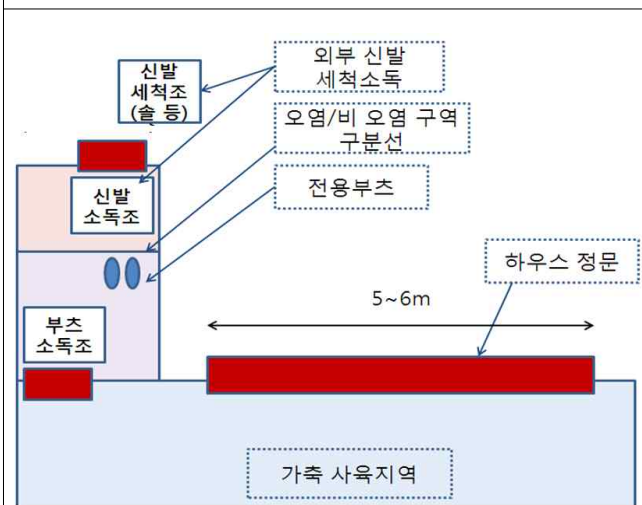 외부 신발
세척소독
신발
세척조
(솔 등)
오염/비 오염 구역
구분선
신발
소독조
전용부츠
하우스 정문
5~6m
부츠
소독조
가축 사육지역